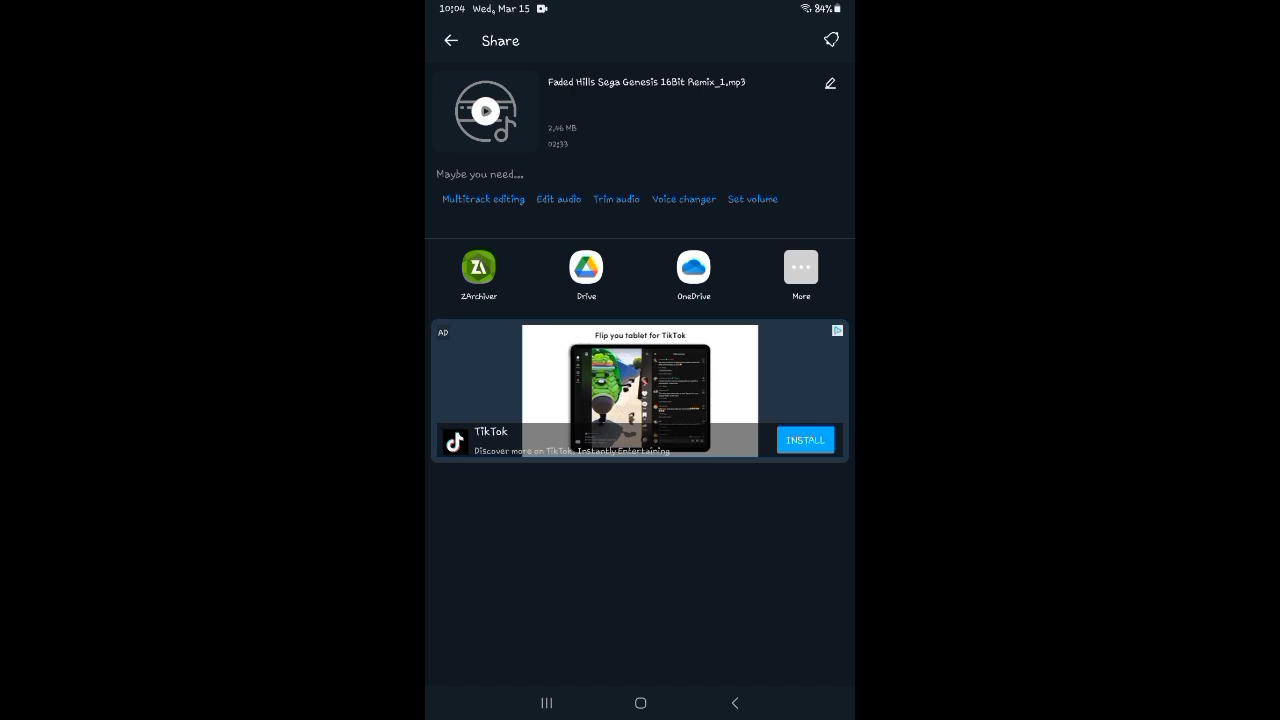 10:04 Wed, Mar 15 84%
Share
Faded Hills Sega Genesis 16Bit Remix_1.mp3
2,46 MB
02:33
Maybe you need...
Multitrack editing Edit audio Trim audio Voice changer Set volume
ZA
ZArchiver Drive OneDrive More
AD
Flip you tablet for TikTok
TikTok
Discover more on TikTok, Instantly Entertaining
INSTALL